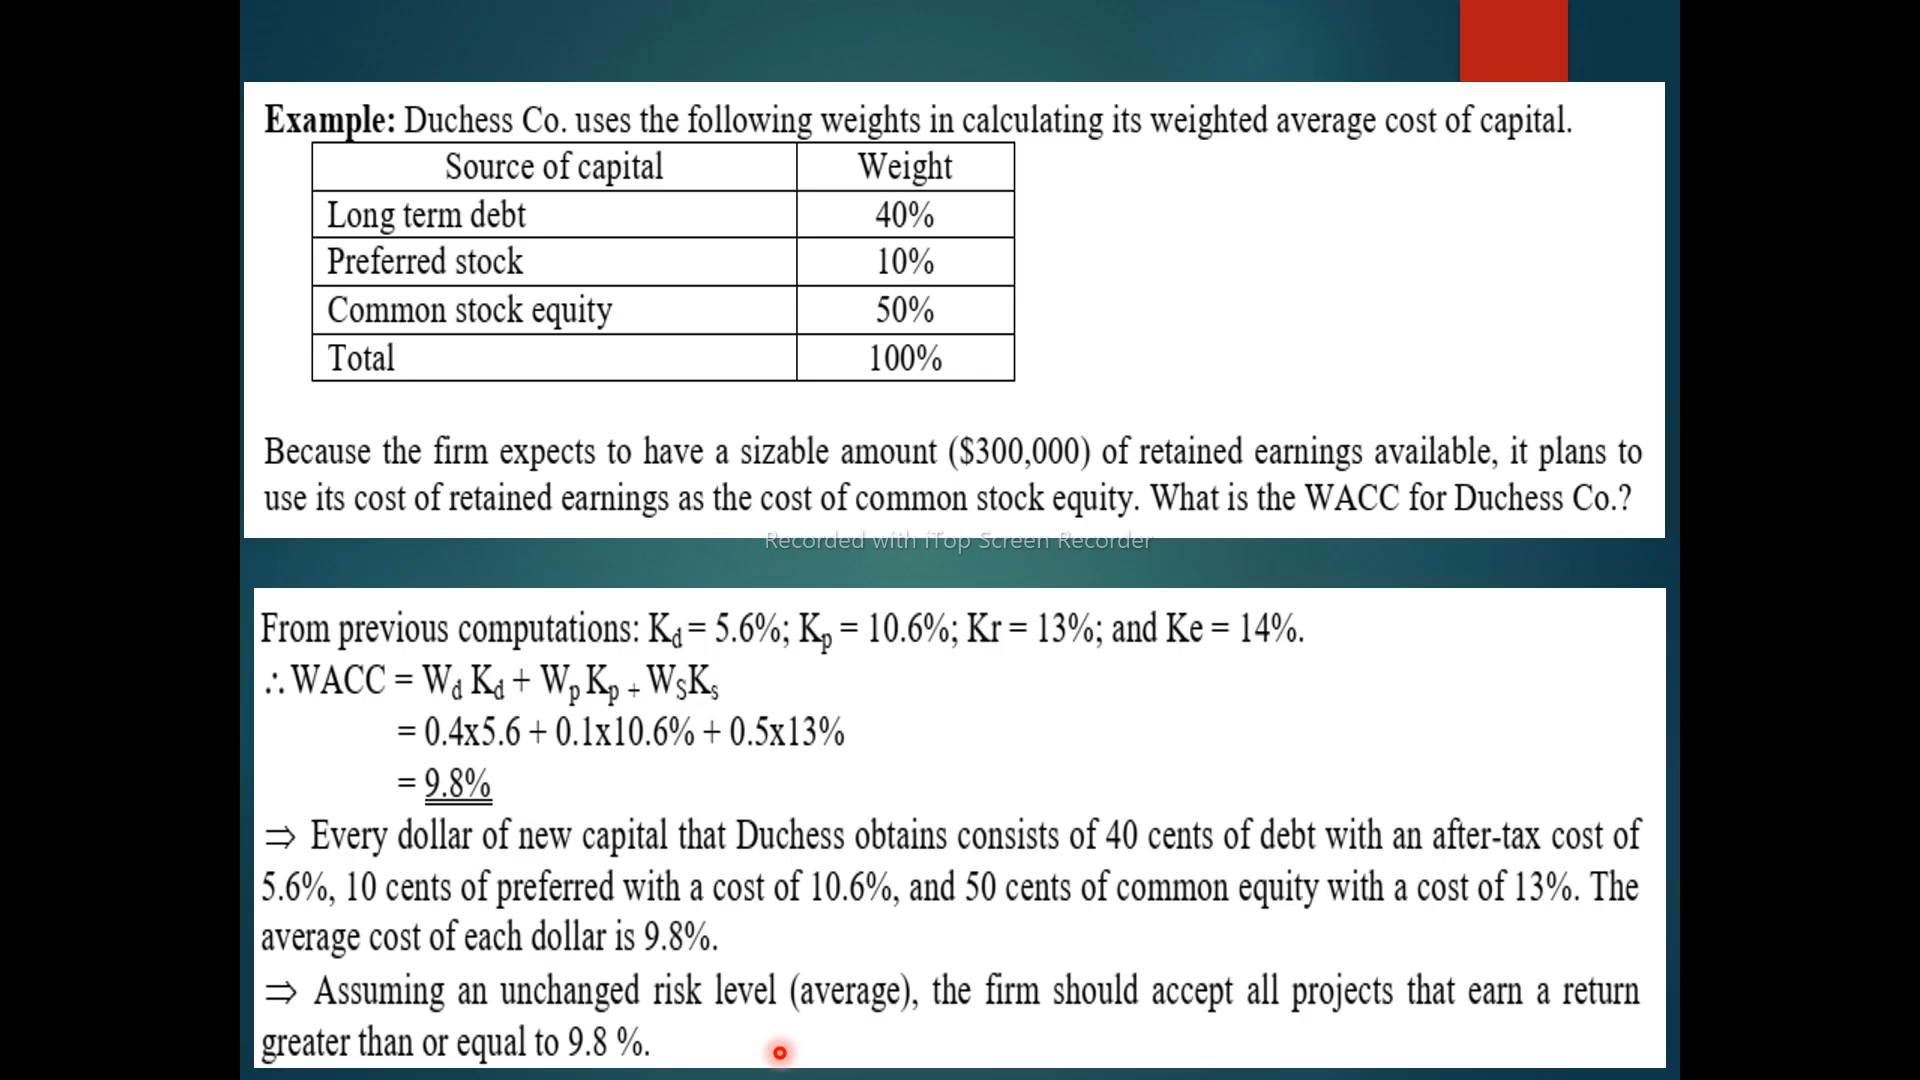 Example: Duchess Co. uses the following weights in calculating its weighted average cost of capital.
Source of capital Weight
Long term debt 40%
Preferred stock 10%
Common stock equity 50%
Total 100%
Because the firm expects to have a sizable amount ($300,000) of retained earnings available, it plans to
use its cost of retained earnings as the cost of common stock equity. What is the WACC for Duchess Co.?
Recorded with iTop Screen Recorder
From previous computations: Kd = 5.6%; Kp = 10.6%; Kr = 13%; and Ke = 14%.
∴ WACC = Wd Kd + Wp Kp + WSKs
= 0.4x5.6 + 0.1x10.6% + 0.5x13%
= 9.8%
⇒ Every dollar of new capital that Duchess obtains consists of 40 cents of debt with an after-tax cost of
5.6%, 10 cents of preferred with a cost of 10.6%, and 50 cents of common equity with a cost of 13%. The
average cost of each dollar is 9.8%.
⇒ Assuming an unchanged risk level (average), the firm should accept all projects that earn a return
greater than or equal to 9.8 %.